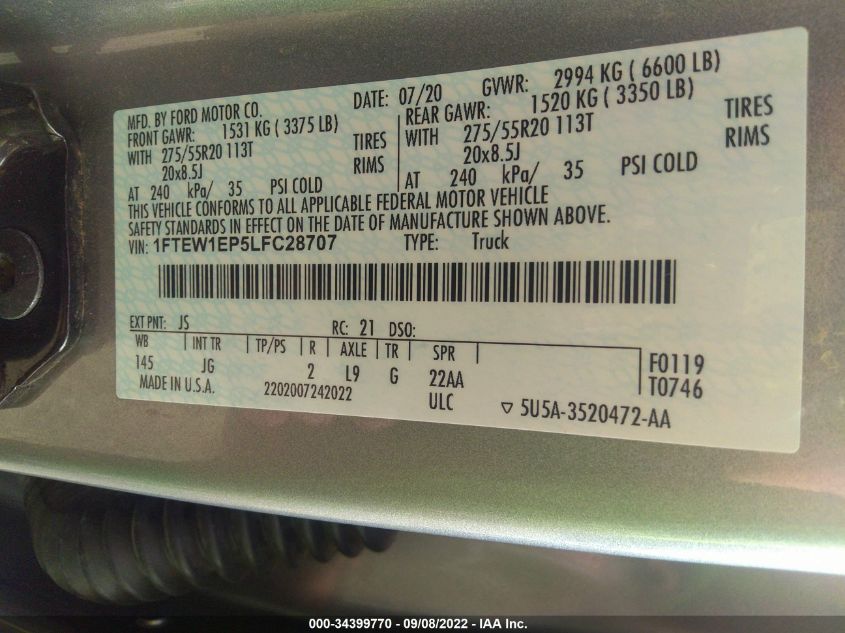 MFD. BY FORD MOTOR CO. DATE: 07/20 GVWR: 2994 KG ( 6600 LB)
FRONT GAWR: 1531 KG ( 3375 LB) REAR GAWR: 1520 KG ( 3350 LB)
WITH 275/55R20 113T TIRES WITH 275/55R20 113T TIRES
20x8.5J RIMS 20x8.5J RIMS
AT 240 kPa/ 35 PSI COLD AT 240 kPa/ 35 PSI COLD
THIS VEHICLE CONFORMS TO ALL APPLICABLE FEDERAL MOTOR VEHICLE
SAFETY STANDARDS IN EFFECT ON THE DATE OF MANUFACTURE SHOWN ABOVE.
VIN: 1FTEW1EP5LFC28707 TYPE: Truck
EXT PNT: JS RC: 21 DSO:
WB INT TR TP/PS R AXLE TR SPR
145 JG 2 L9 G 22AA F0119
MADE IN U.S.A. 2202007242022 ULC T0746
▽ 5U5A-3520472-AA
000-34399770 - 09/08/2022 - IAA Inc.